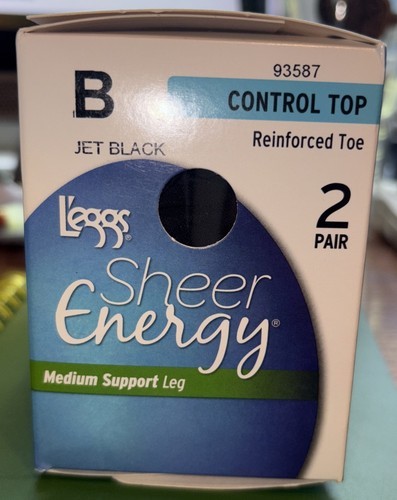 93587
B
CONTROL TOP
JET BLACK
Reinforced Toe
L'eggs®
2
PAIR
Sheer
Energy®
Medium Support Leg